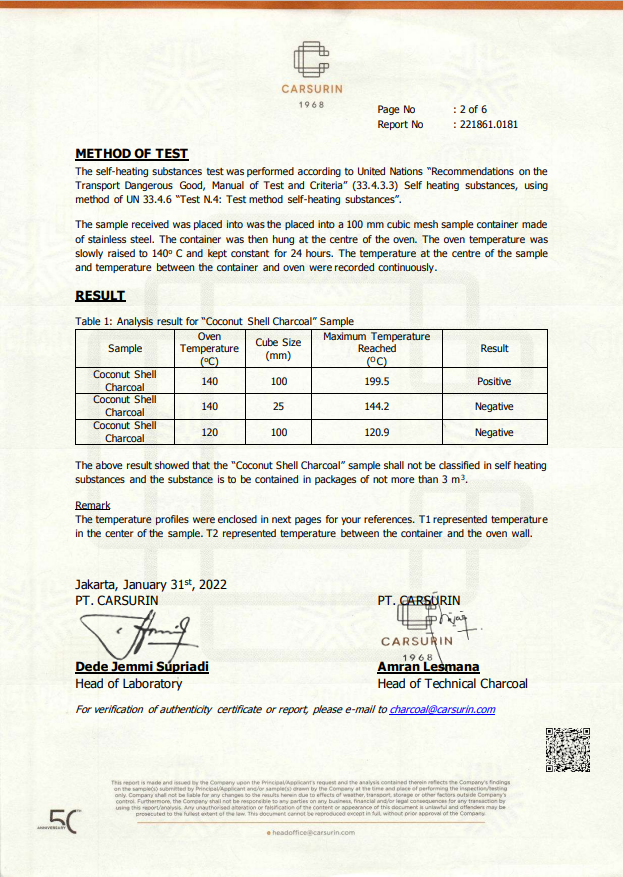 CARSURIN
1968
Page No : 2 of 6
Report No : 221861.0181
METHOD OF TEST
The self-heating substances test was performed according to United Nations “Recommendations on the
Transport Dangerous Good, Manual of Test and Criteria” (33.4.3.3) Self heating substances, using
method of UN 33.4.6 “Test N.4: Test method self-heating substances”.
The sample received was placed into was the placed into a 100 mm cubic mesh sample container made
of stainless steel. The container was then hung at the centre of the oven. The oven temperature was
slowly raised to 140º C and kept constant for 24 hours. The temperature at the centre of the sample
and temperature between the container and oven were recorded continuously.
RESULT
Table 1: Analysis result for “Coconut Shell Charcoal” Sample
Sample Oven Temperature (ºC) Cube Size (mm) Maximum Temperature Reached (ºC) Result
Coconut Shell Charcoal 140 100 199.5 Positive
Coconut Shell Charcoal 140 25 144.2 Negative
Coconut Shell Charcoal 120 100 120.9 Negative
The above result showed that the “Coconut Shell Charcoal” sample shall not be classified in self heating
substances and the substance is to be contained in packages of not more than 3 m³.
Remark
The temperature profiles were enclosed in next pages for your references. T1 represented temperature
in the center of the sample. T2 represented temperature between the container and the oven wall.
Jakarta, January 31st, 2022
PT. CARSURIN PT. CARSURIN
CARSURIN
1968
Dede Jemmi Supriadi Amran Lesmana
Head of Laboratory Head of Technical Charcoal
For verification of authenticity certificate or report, please e-mail to charcoal@carsurin.com
This report is made and issued by the Company upon the Principal/Applicant's request and the analysis contained therein reflects the Company's findings
on the sample(s) submitted by Principal/Applicant and/or sample(s) drawn by the Company at the time and place of performing the inspection/testing
only. Company shall not be liable for any changes to the results herein due to effects of weather, transport, storage or other factors outside Company's
control. Furthermore, the Company shall not be responsible to any parties on any business, financial and/or legal consequences for any transaction by
using this report/analysis. Any unauthorised alteration or falsification of the content or appearance of this document is unlawful and offenders may be
prosecuted to the fullest extent of the law. This document cannot be reproduced except in full, without prior approval of the Company.
50TH
ANNIVERSARY
headoffice@carsurin.com